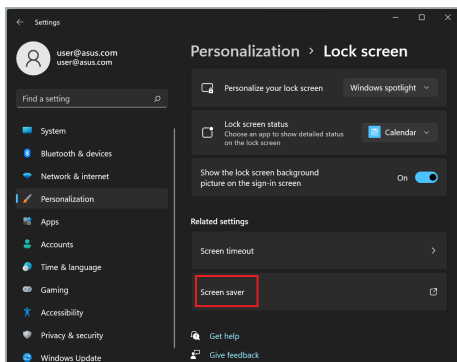 Settings
user@asus.com
user@asus.com
Find a setting
System
Bluetooth & devices
Network & internet
Personalization
Apps
Accounts
Time & language
Gaming
Accessibility
Privacy & security
Windows Update
Personalization > Lock screen
Personalize your lock screen
Windows spotlight
Lock screen status
Choose an app to show detailed status
on the lock screen
Calendar
Show the lock screen background
picture on the sign-in screen
On
Related settings
Screen timeout
Screen saver
Get help
Give feedback